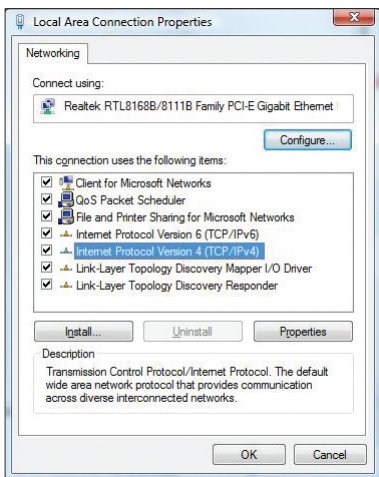 Local Area Connection Properties
Networking
Connect using:
Realtek RTL8168B/8111B Family PCI-E Gigabit Ethernet
Configure...
This connection uses the following items:
Client for Microsoft Networks
QoS Packet Scheduler
File and Printer Sharing for Microsoft Networks
Internet Protocol Version 6 (TCP/IPv6)
Internet Protocol Version 4 (TCP/IPv4)
Link-Layer Topology Discovery Mapper I/O Driver
Link-Layer Topology Discovery Responder
Install... Uninstall Properties
Description
Transmission Control Protocol/Internet Protocol. The default
wide area network protocol that provides communication
across diverse interconnected networks.
OK Cancel